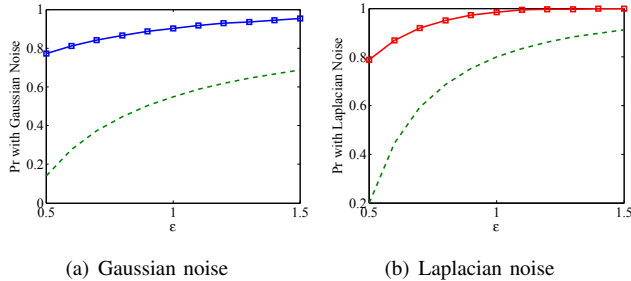 Pr with Gaussian Noise
1
0.8
0.6
0.4
0.2
0
0.5
1
1.5
ε
(a) Gaussian noise
Pr with Laplacian Noise
1
0.8
0.6
0.4
0.2
0.5
1
1.5
ε
(b) Laplacian noise